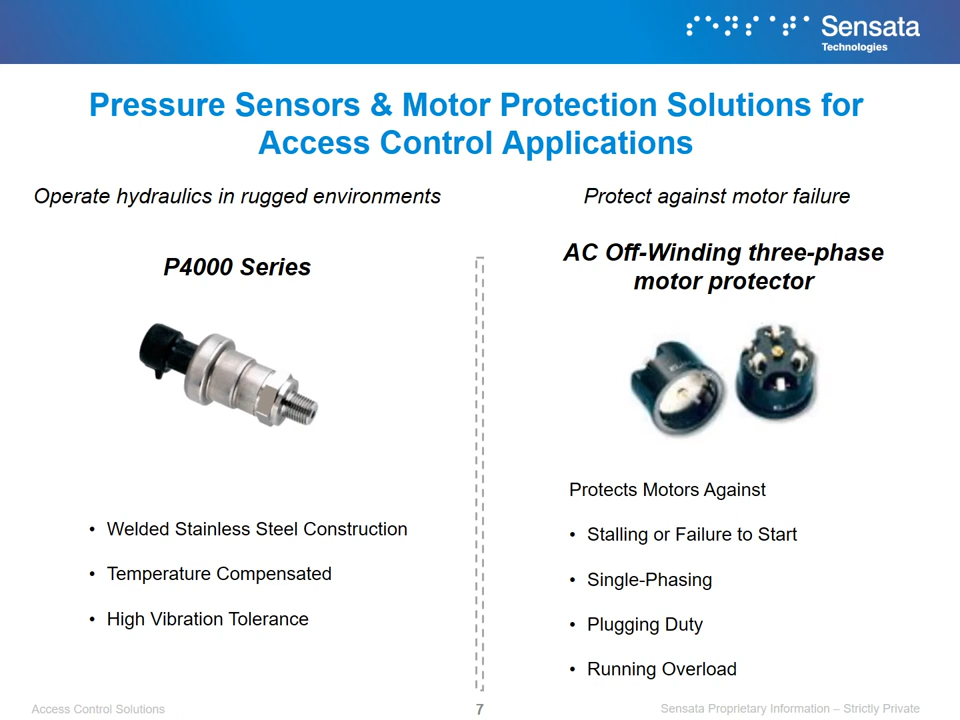 Sensata
Technologies
Pressure Sensors & Motor Protection Solutions for
Access Control Applications
Operate hydraulics in rugged environments
P4000 Series
• Welded Stainless Steel Construction
• Temperature Compensated
• High Vibration Tolerance
Protect against motor failure
AC Off-Winding three-phase
motor protector
Protects Motors Against
• Stalling or Failure to Start
• Single-Phasing
• Plugging Duty
• Running Overload
Access Control Solutions
7
Sensata Proprietary Information – Strictly Private